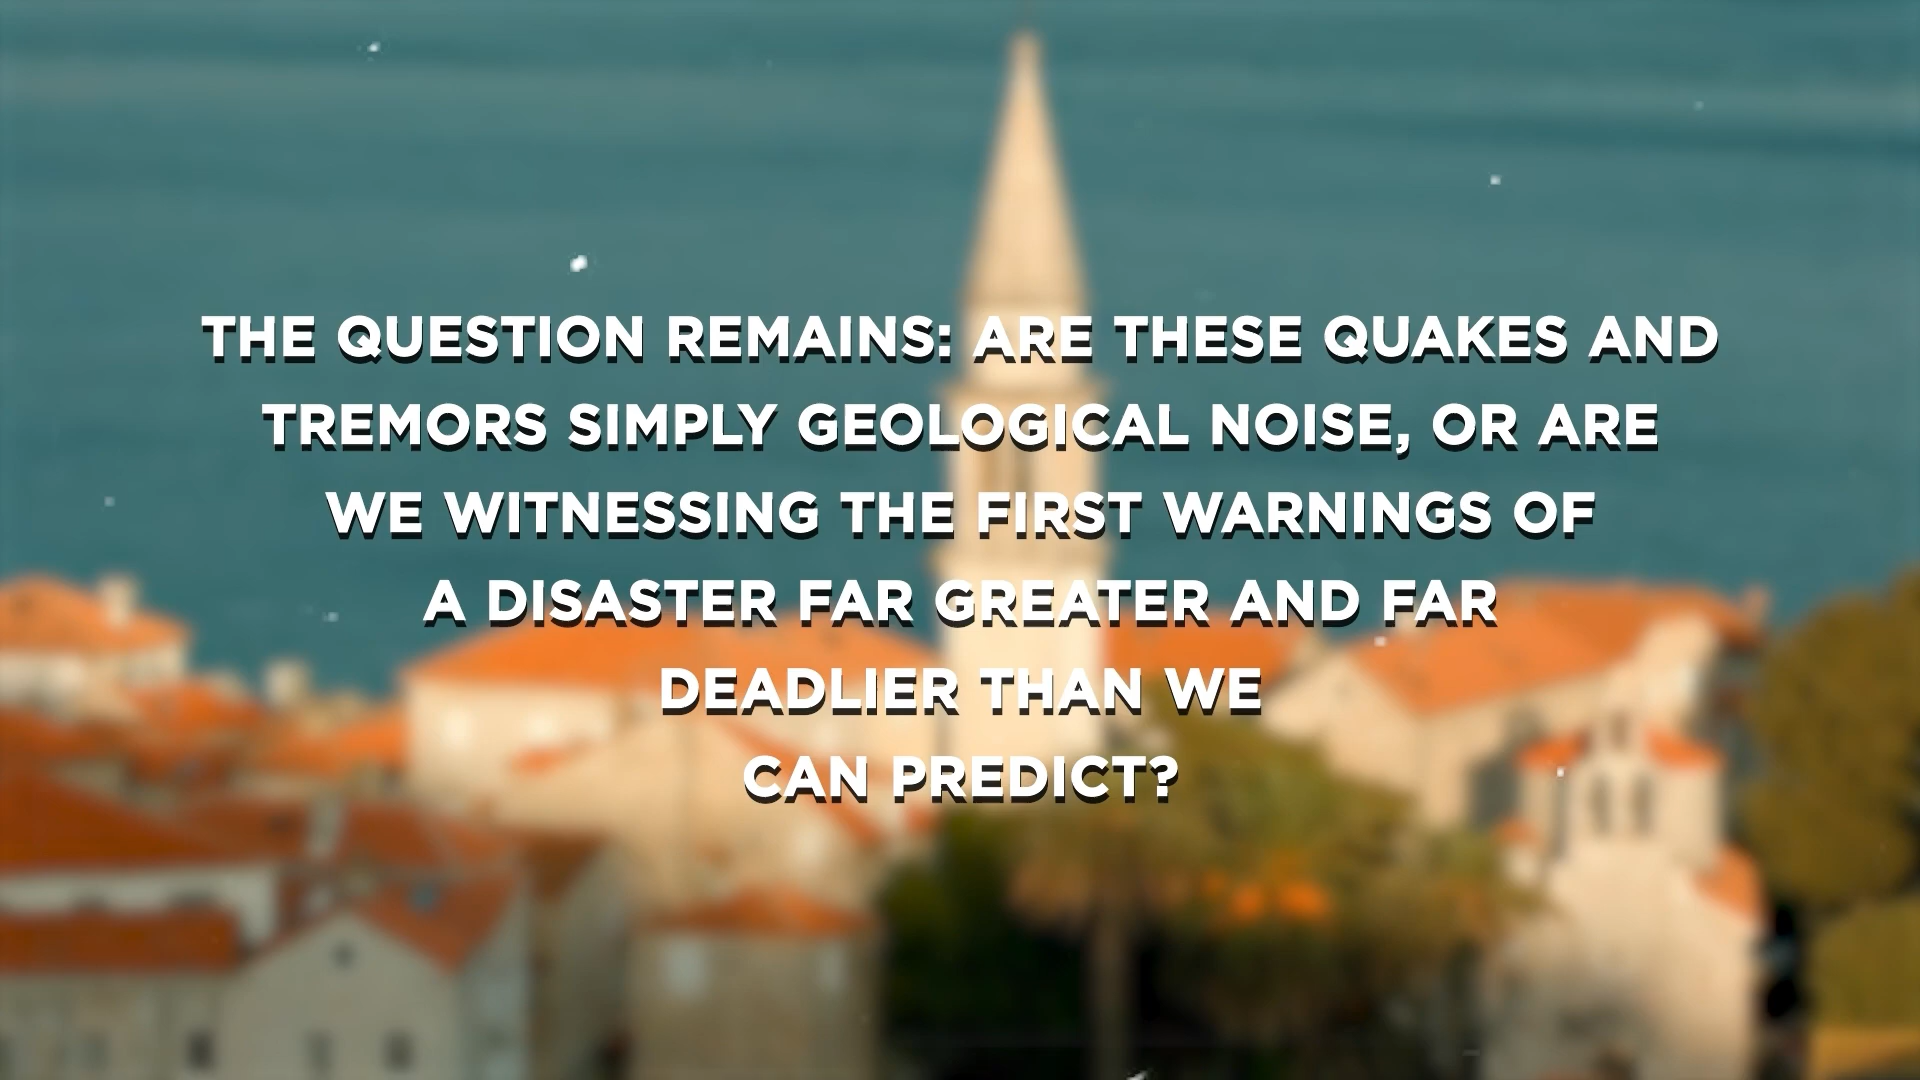 THE QUESTION REMAINS: ARE THESE QUAKES AND
TREMORS SIMPLY GEOLOGICAL NOISE, OR ARE
WE WITNESSING THE FIRST WARNINGS OF
A DISASTER FAR GREATER AND FAR
DEADLIER THAN WE
CAN PREDICT?